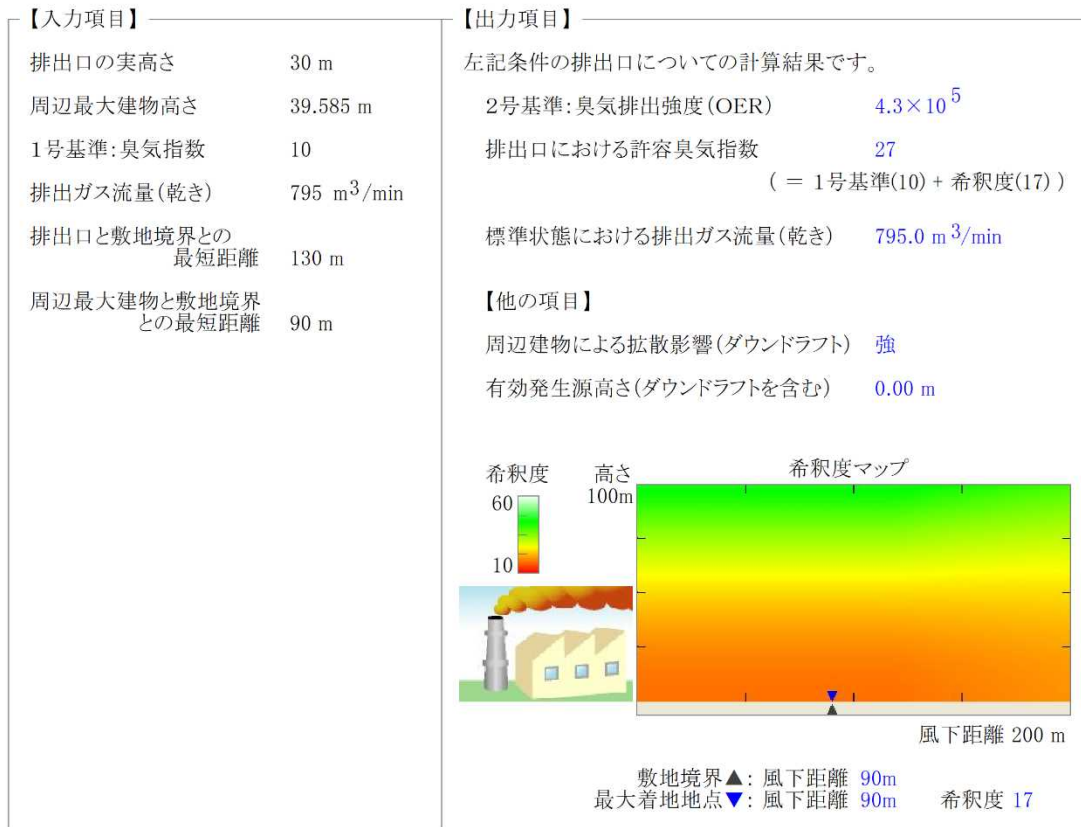 【入力項目】
排出口の実高さ 30 m
周辺最大建物高さ 39.585 m
1号基準:臭気指数 10
排出ガス流量(乾き) 795 m3/min
排出口と敷地境界との
最短距離 130 m
周辺最大建物と敷地境界
との最短距離 90 m
【出力項目】
左記条件の排出口についての計算結果です。
2号基準:臭気排出強度(OER) 4.3×10 5
排出口における許容臭気指数 27
( = 1号基準(10) + 希釈度(17) )
標準状態における排出ガス流量(乾き) 795.0 m3/min
【他の項目】
周辺建物による拡散影響(ダウンドラフト) 強
有効発生源高さ(ダウンドラフトを含む) 0.00 m
希釈度 高さ 希釈度マップ
60 100m
10
風下距離 200 m
敷地境界▲: 風下距離 90m
最大着地地点▼: 風下距離 90m 希釈度 17